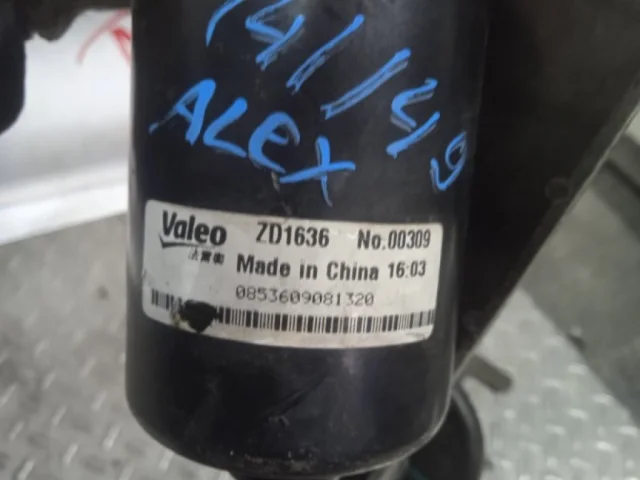 ALEX
Valeo ZD1636 No.00309
法雷奥
Made in China 16:03
0853609081320